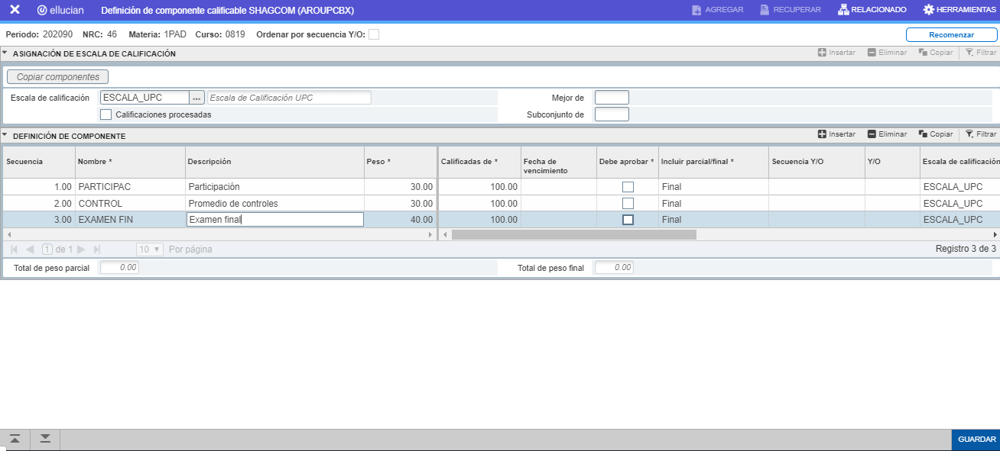 ✕ ellucian Definición de componente calificable SHAGCOM (AROUPCBX) AGREGAR RECUPERAR RELACIONADO HERRAMIENTAS
Periodo: 202090 NRC: 46 Materia: 1PAD Curso: 0819 Ordenar por secuencia Y/O: Recomenzar
ASIGNACIÓN DE ESCALA DE CALIFICACIÓN Insertar Eliminar Copiar Filtrar
Copiar componentes
Escala de calificación ESCALA_UPC ... Escala de Calificación UPC Mejor de
Calificaciones procesadas Subconjunto de
DEFINICIÓN DE COMPONENTE Insertar Eliminar Copiar Filtrar
Secuencia Nombre * Descripción Peso * Calificadas de * Fecha de vencimiento Debe aprobar * Incluir parcial/final * Secuencia Y/O Y/O Escala de calificación
1.00 PARTICIPAC Participación 30.00 100.00 Final ESCALA_UPC
2.00 CONTROL Promedio de controles 30.00 100.00 Final ESCALA_UPC
3.00 EXAMEN FIN Examen final 40.00 100.00 Final ESCALA_UPC
1 de 1 10 Por página Registro 3 de 3
Total de peso parcial 0.00 Total de peso final 0.00
GUARDAR